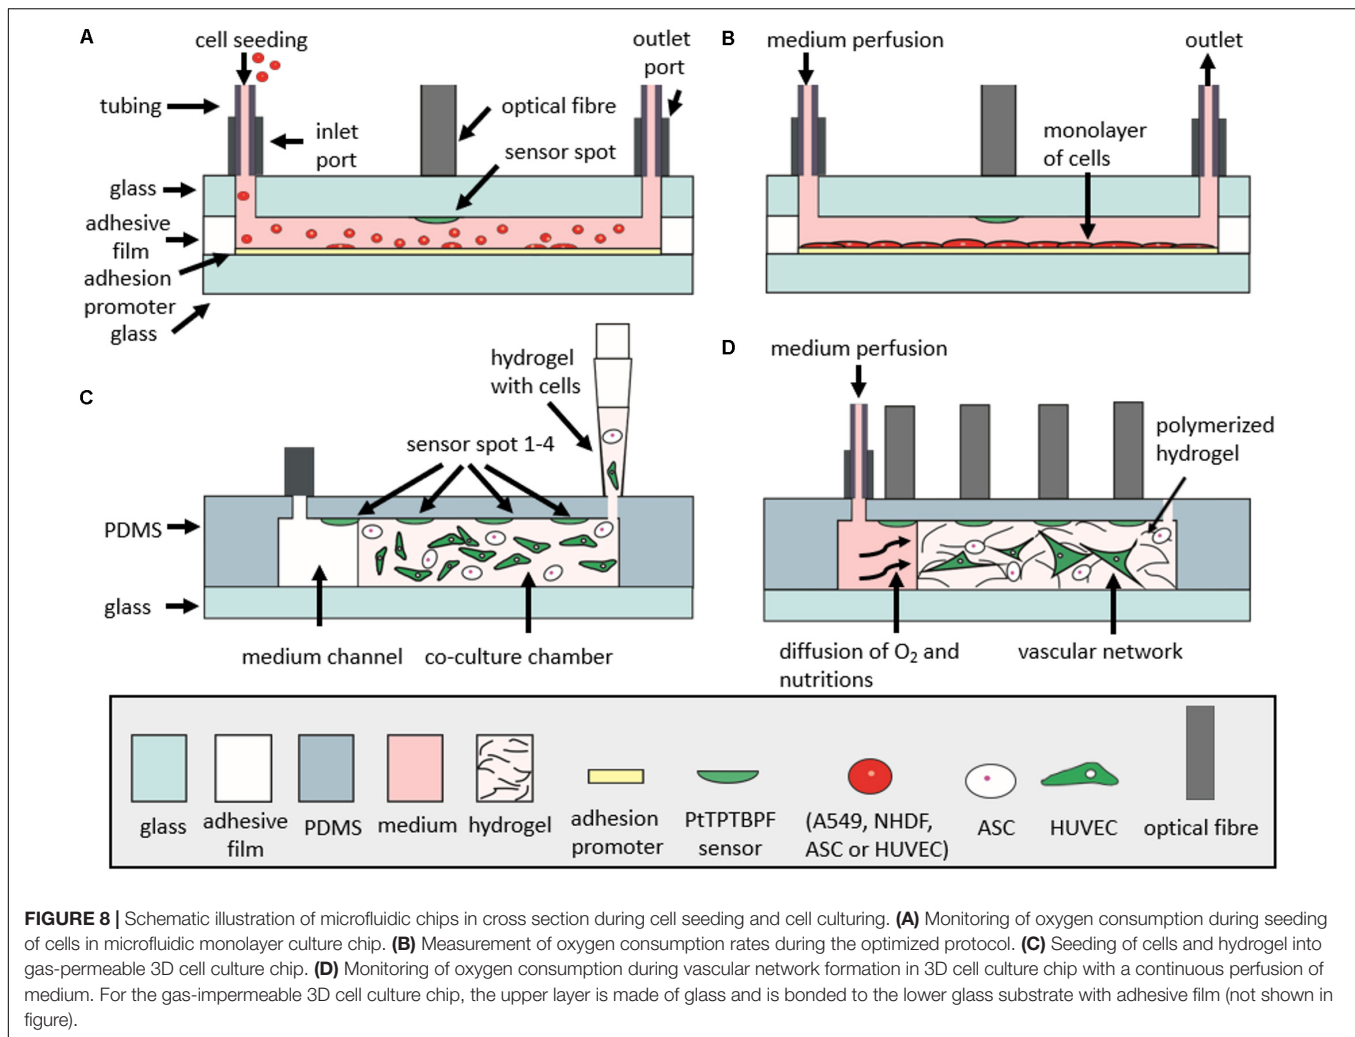 A
cell seeding
outlet
port
tubing
optical fibre
inlet
port
sensor spot
glass
adhesive
film
adhesion
promoter
glass
B
medium perfusion
outlet
monolayer
of cells
C
hydrogel
with cells
sensor spot 1-4
PDMS
glass
medium channel
co-culture chamber
D
medium perfusion
polymerized
hydrogel
diffusion of O₂ and
nutritions
vascular network
glass
adhesive
film
PDMS
medium
hydrogel
adhesion
promoter
PtTPTBPF
sensor
(A549, NHDF,
ASC or HUVEC)
ASC
HUVEC
optical fibre
FIGURE 8 | Schematic illustration of microfluidic chips in cross section during cell seeding and cell culturing. (A) Monitoring of oxygen consumption during seeding
of cells in microfluidic monolayer culture chip. (B) Measurement of oxygen consumption rates during the optimized protocol. (C) Seeding of cells and hydrogel into
gas-permeable 3D cell culture chip. (D) Monitoring of oxygen consumption during vascular network formation in 3D cell culture chip with a continuous perfusion of
medium. For the gas-impermeable 3D cell culture chip, the upper layer is made of glass and is bonded to the lower glass substrate with adhesive film (not shown in
figure).